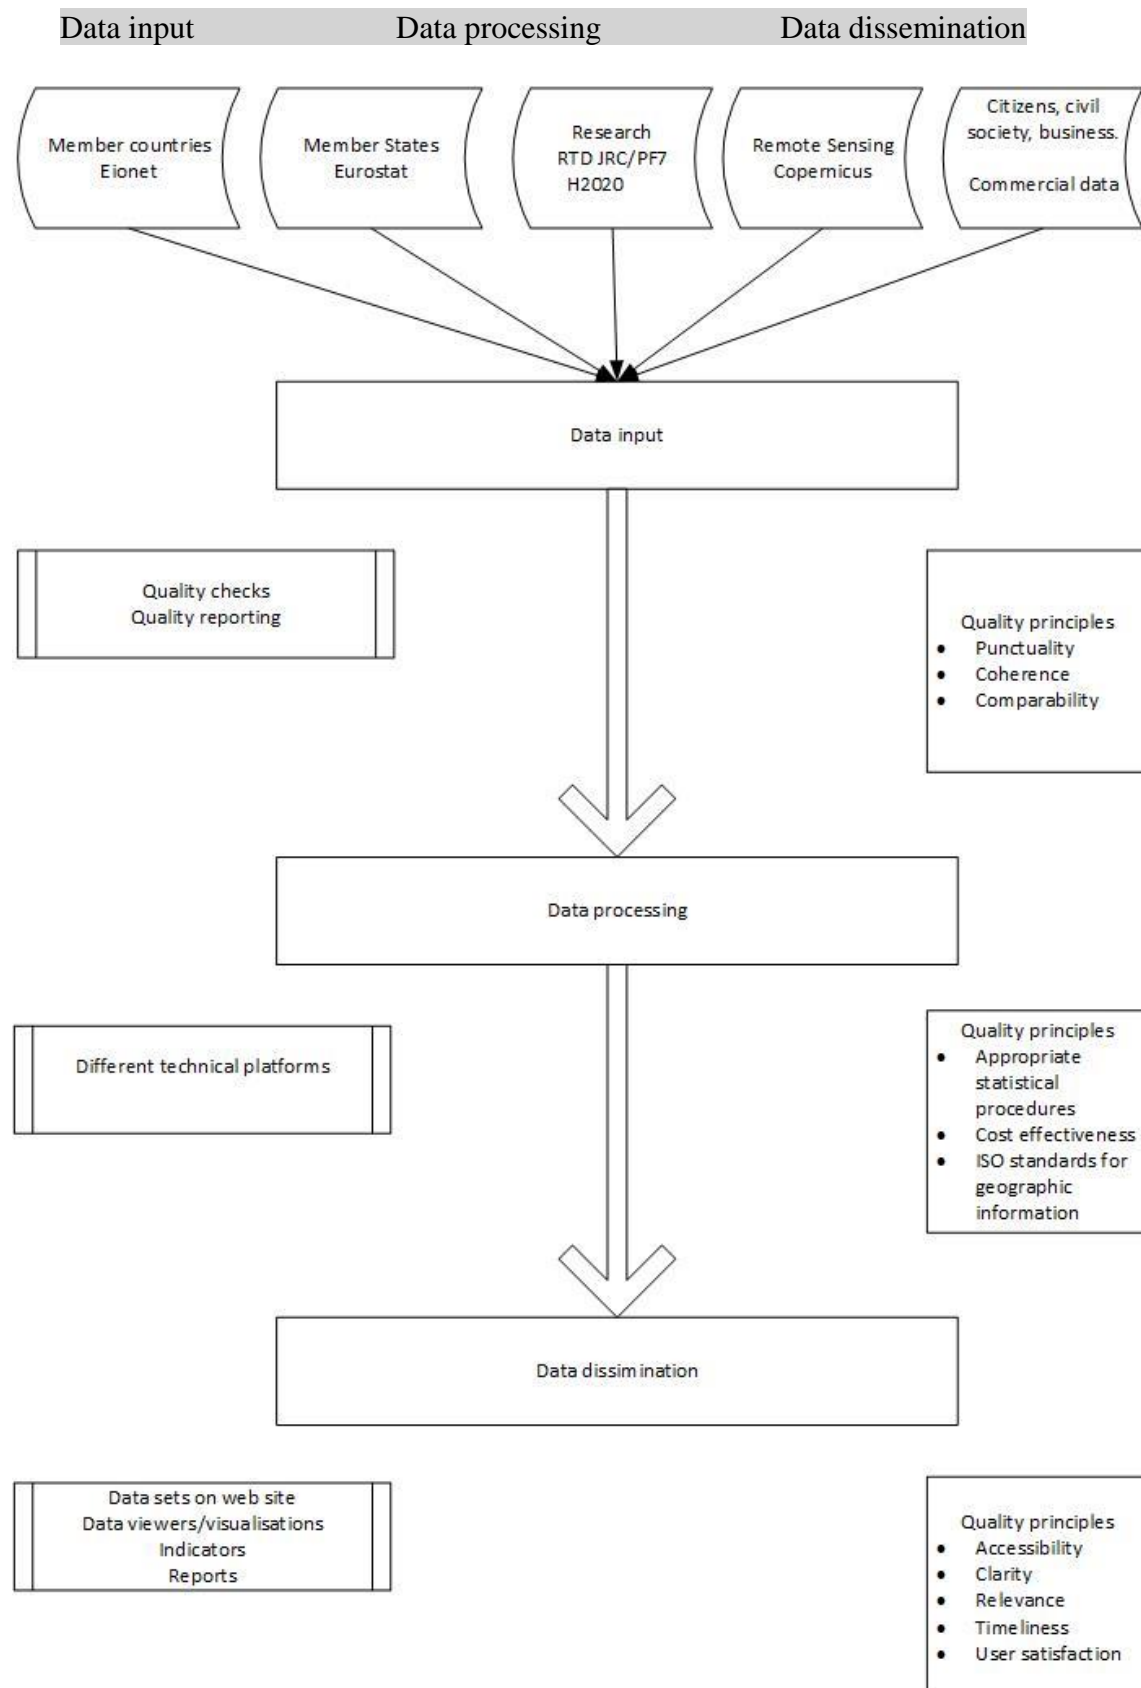 Data input Data processing Data dissemination
Member countries
Eionet
Member States
Eurostat
Research
RTD JRC/PF7
H2020
Remote Sensing
Copernicus
Citizens, civil
society, business.
Commercial data
Data input
Quality checks
Quality reporting
Quality principles
• Punctuality
• Coherence
• Comparability
Data processing
Different technical platforms
Quality principles
• Appropriate
statistical
procedures
• Cost effectiveness
• ISO standards for
geographic
information
Data dissimination
Data sets on web site
Data viewers/visualisations
Indicators
Reports
Quality principles
• Accessibility
• Clarity
• Relevance
• Timeliness
• User satisfaction